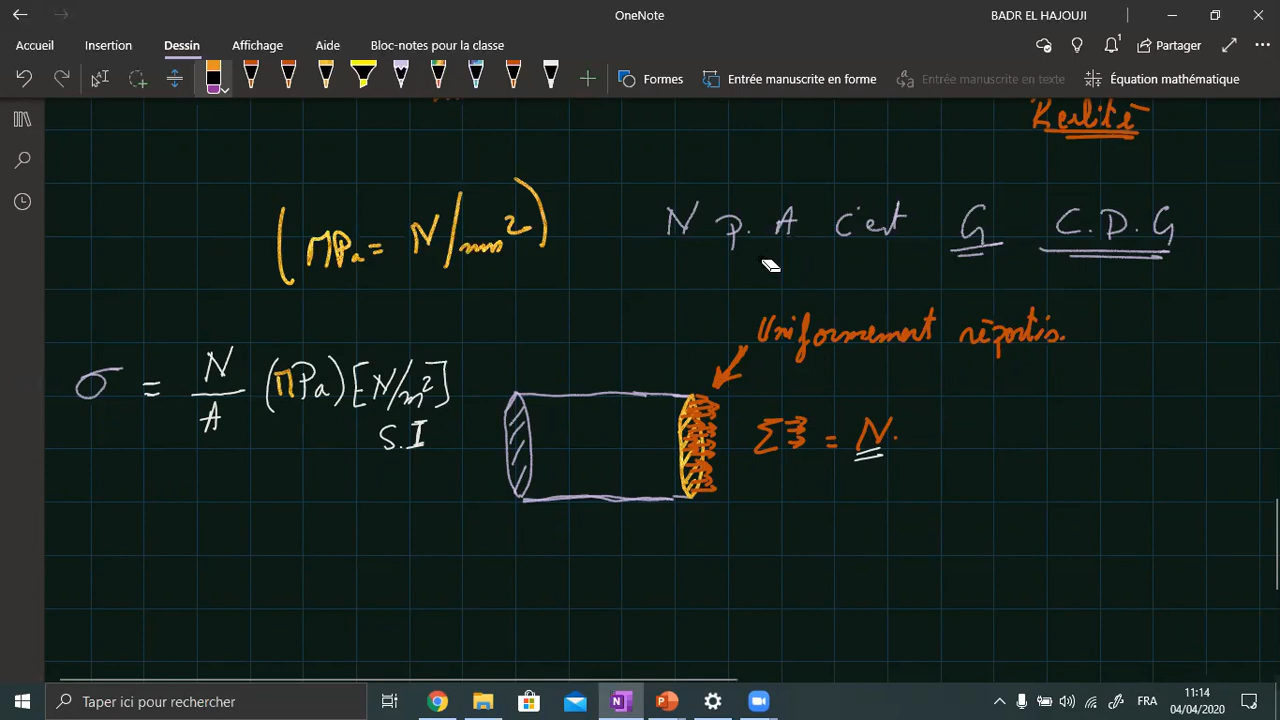 OneNote
BADR EL HAJOUJI
Accueil Insertion Dessin Affichage Aide Bloc-notes pour la classe
Partager
Formes Entrée manuscrite en forme Entrée manuscrite en texte Équation mathématique
Réalité
(MPa = N/mm²)
N p. A c'est G C.D.G
Uniformement répartis.
σ = N/A (MPa) [N/m²]
S.I
Σ = N.
Taper ici pour rechercher
FRA
11:14
04/04/2020